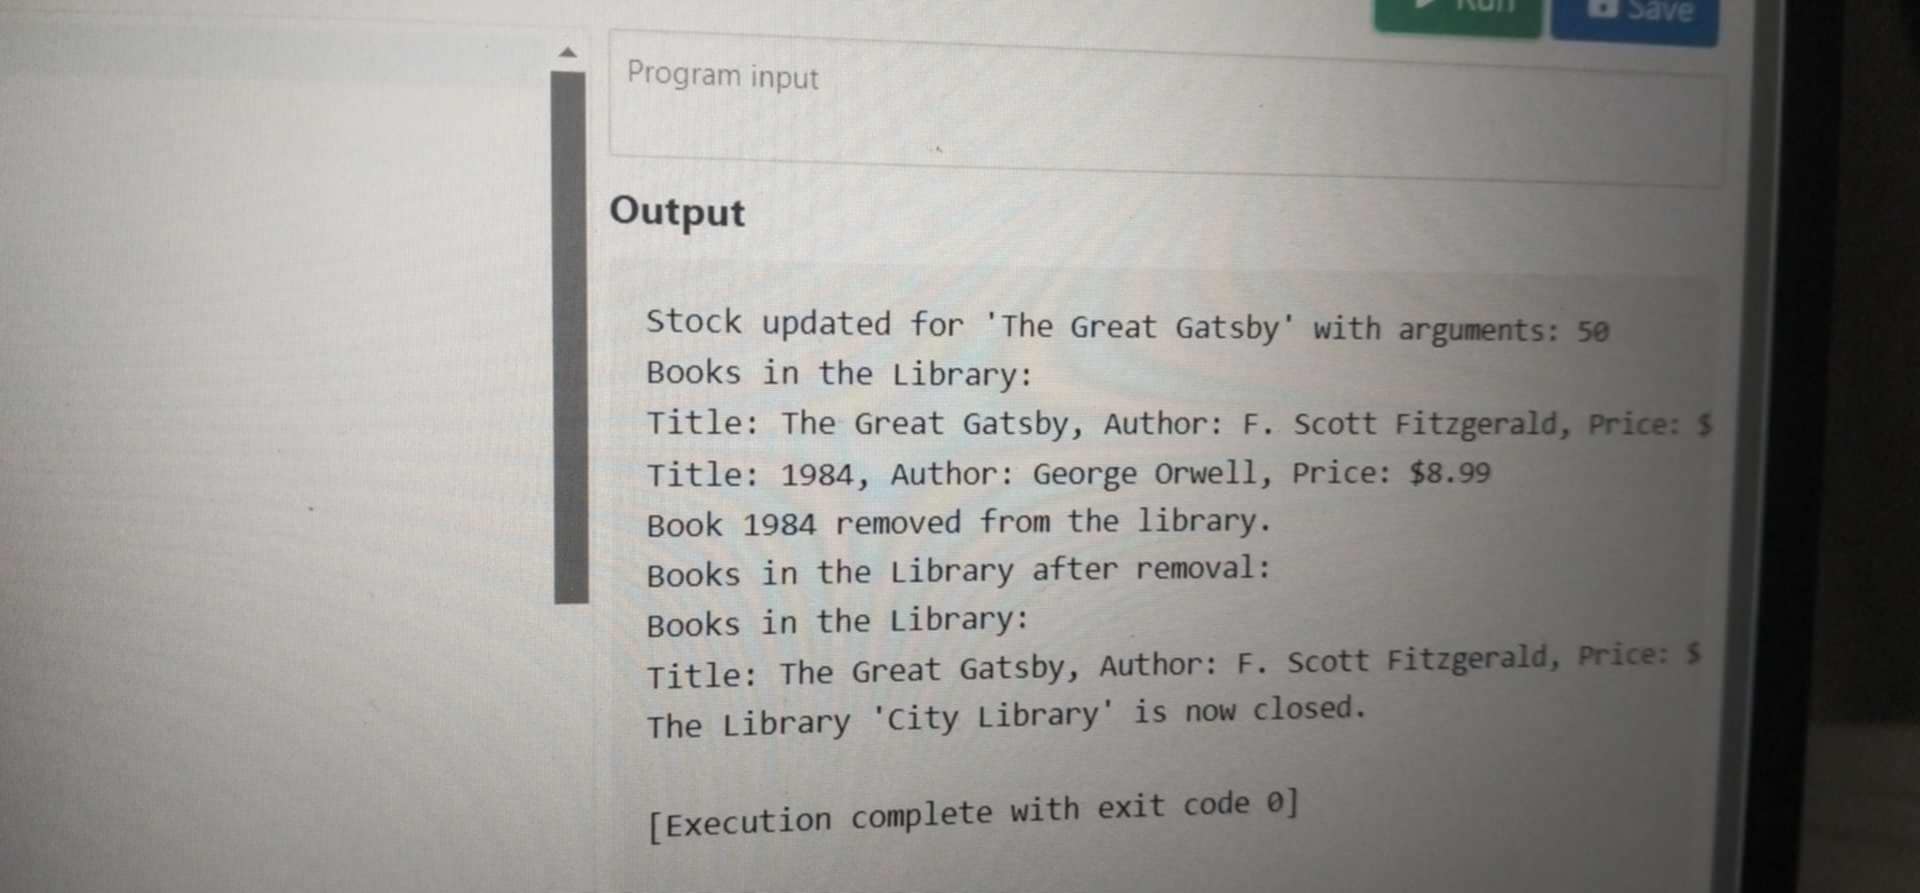 Run
Save
Program input
Output
Stock updated for 'The Great Gatsby' with arguments: 50
Books in the Library:
Title: The Great Gatsby, Author: F. Scott Fitzgerald, Price: $
Title: 1984, Author: George Orwell, Price: $8.99
Book 1984 removed from the library.
Books in the Library after removal:
Books in the Library:
Title: The Great Gatsby, Author: F. Scott Fitzgerald, Price: $
The Library 'City Library' is now closed.
[Execution complete with exit code 0]